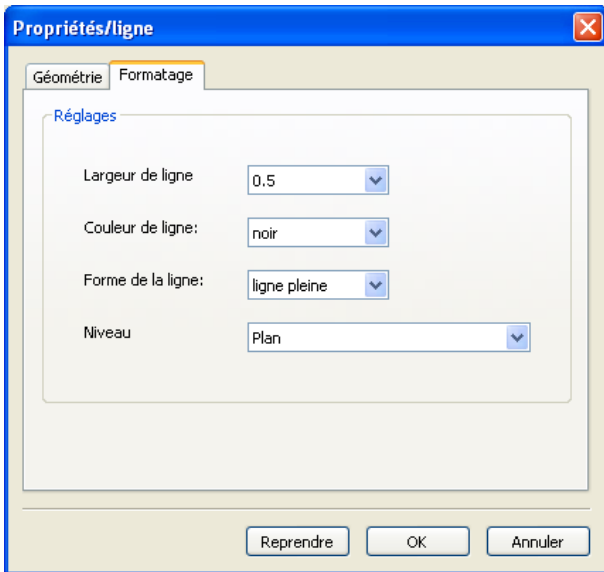 Propriétés/ligne
Géométrie Formatage
Réglages
Largeur de ligne 0.5
Couleur de ligne: noir
Forme de la ligne: ligne pleine
Niveau Plan
Reprendre OK Annuler